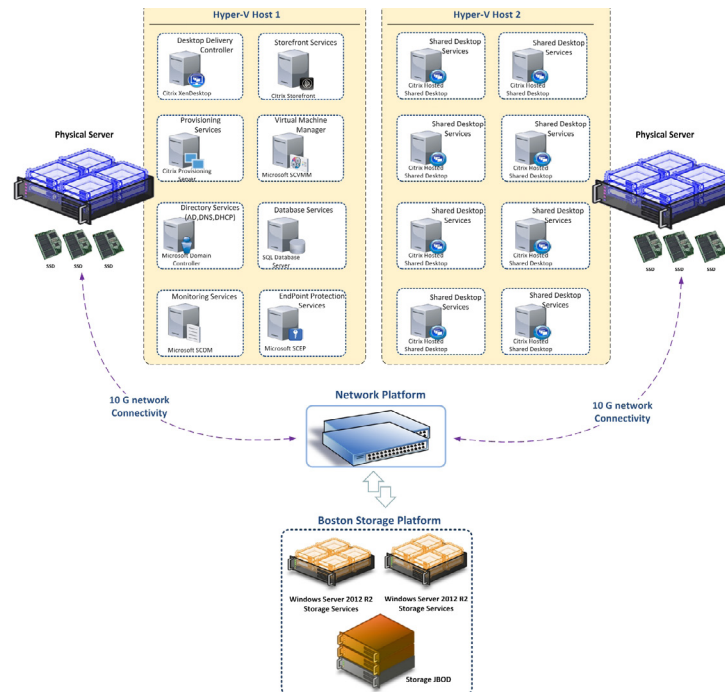 Hyper-V Host 1
Hyper-V Host 2
Desktop Delivery
Controller
Citrix XenDesktop
Storefront Services
Citrix Storefront
Provisioning
Services
Citrix Provisioning
Server
Virtual Machine
Manager
Microsoft SCVMM
Directory Services
(AD,DNS,DHCP)
Microsoft Domain
Controller
Database Services
SQL Database
Server
Monitoring Services
Microsoft SCOM
EndPoint Protection
Services
Microsoft SCEP
Shared Desktop
Services
Citrix Hosted
Shared Desktop
Shared Desktop
Services
Citrix Hosted
Shared Desktop
Shared Desktop
Services
Citrix Hosted
Shared Desktop
Shared Desktop
Services
Citrix Hosted
Shared Desktop
Shared Desktop
Services
Citrix Hosted
Shared Desktop
Shared Desktop
Services
Citrix Hosted
Shared Desktop
Shared Desktop
Services
Citrix Hosted
Shared Desktop
Shared Desktop
Services
Citrix Hosted
Shared Desktop
Physical Server
SSD
SSD
SSD
Physical Server
SSD
SSD
SSD
10 G network
Connectivity
Network Platform
10 G network
Connectivity
Boston Storage Platform
Windows Server 2012 R2
Storage Services
Windows Server 2012 R2
Storage Services
Storage JBOD